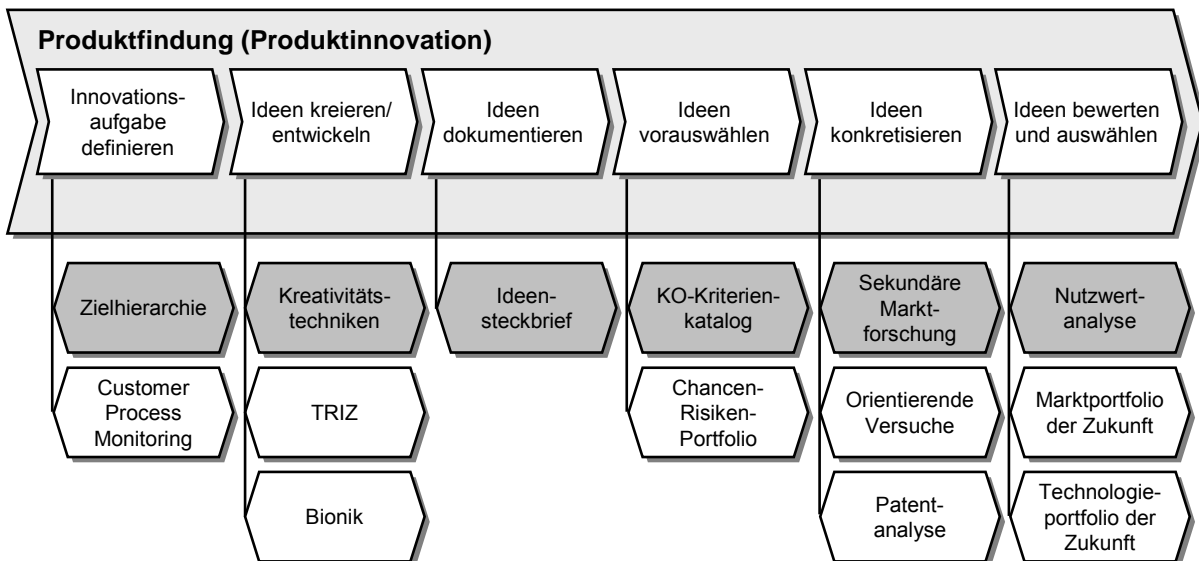 Produktfindung (Produktinnovation)
Innovations-
aufgabe
definieren
Ideen kreieren/
entwickeln
Ideen
dokumentieren
Ideen
vorauswählen
Ideen
konkretisieren
Ideen bewerten
und auswählen
Zielhierarchie
Kreativitäts-
techniken
Ideen-
steckbrief
KO-Kriterien-
katalog
Sekundäre
Markt-
forschung
Nutzwert-
analyse
Customer
Process
Monitoring
TRIZ
Chancen-
Risiken-
Portfolio
Orientierende
Versuche
Marktportfolio
der Zukunft
Bionik
Patent-
analyse
Technologie-
portfolio der
Zukunft